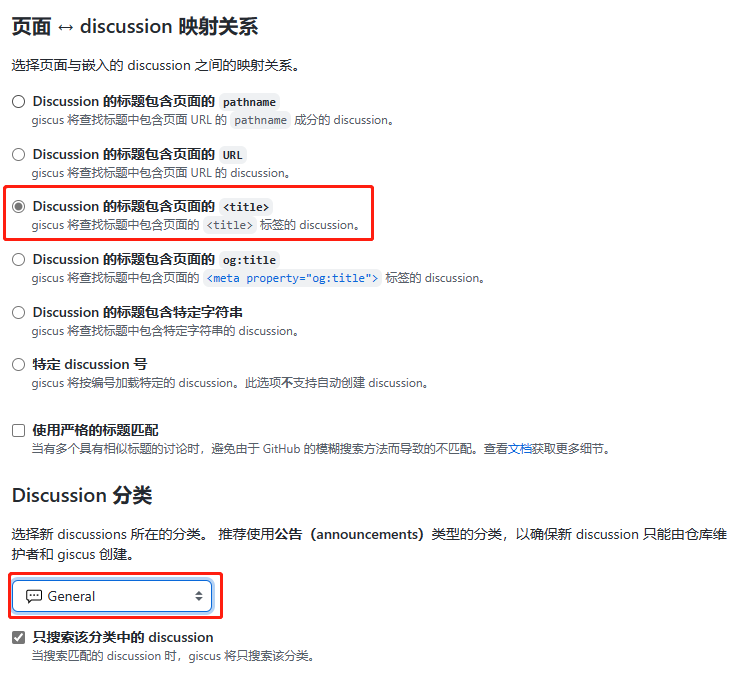 页面 ↔ discussion 映射关系
选择页面与嵌入的 discussion 之间的映射关系。
Discussion 的标题包含页面的 pathname
giscus 将查找标题中包含页面 URL 的 pathname 成分的 discussion。
Discussion 的标题包含页面的 URL
giscus 将查找标题中包含页面 URL 的 discussion。
Discussion 的标题包含页面的 <title>
giscus 将查找标题中包含页面的 <title> 标签的 discussion。
Discussion 的标题包含页面的 og:title
giscus 将查找标题中包含页面的 <meta property="og:title"> 标签的 discussion。
Discussion 的标题包含特定字符串
giscus 将查找标题中包含特定字符串的 discussion。
特定 discussion 号
giscus 将按编号加载特定的 discussion。此选项不支持自动创建 discussion。
使用严格的标题匹配
当有多个具有相似标题的讨论时，避免由于 GitHub 的模糊搜索方法而导致的不匹配。查看文档获取更多细节。
Discussion 分类
选择新 discussions 所在的分类。 推荐使用公告（announcements）类型的分类，以确保新 discussion 只能由仓库维
护者和 giscus 创建。
General
只搜索该分类中的 discussion
当搜索匹配的 discussion 时，giscus 将只搜索该分类。